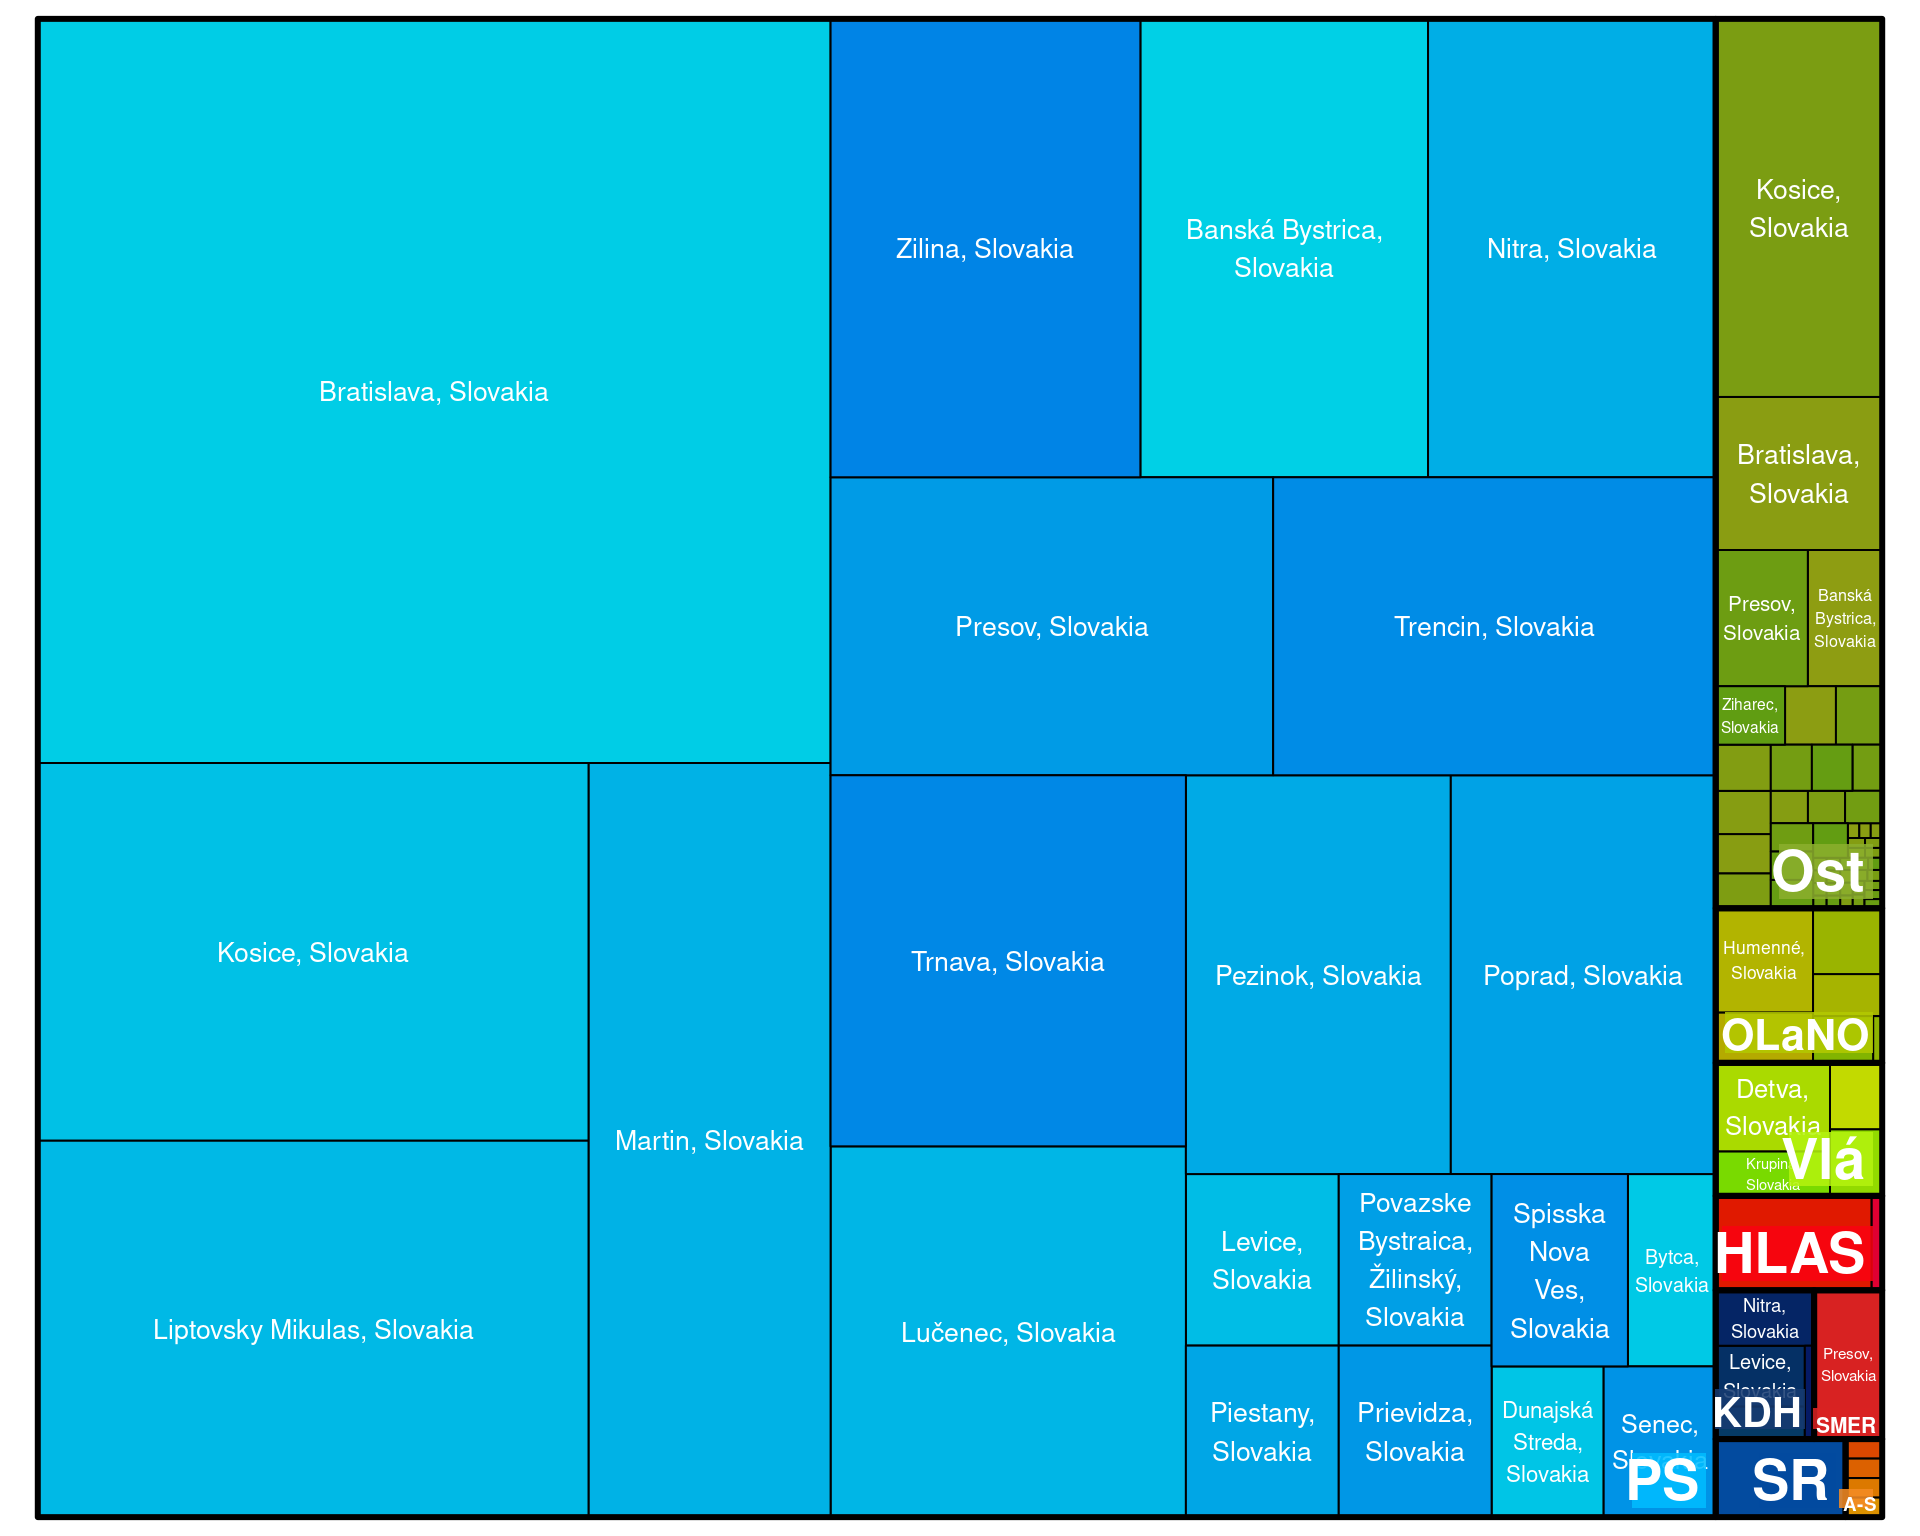 Bratislava, Slovakia
Zilina, Slovakia
Banská Bystrica,
Slovakia
Nitra, Slovakia
Presov, Slovakia
Trencin, Slovakia
Kosice, Slovakia
Liptovsky Mikulas, Slovakia
Martin, Slovakia
Trnava, Slovakia
Lučenec, Slovakia
Pezinok, Slovakia
Poprad, Slovakia
Levice,
Slovakia
Povazske
Bystraica,
Žilinský,
Slovakia
Spisska
Nova
Ves,
Slovakia
Bytca,
Slovakia
Piestany,
Slovakia
Prievidza,
Slovakia
Dunajská
Streda,
Slovakia
Senec,
Slovakia
PS
Kosice,
Slovakia
Bratislava,
Slovakia
Presov,
Slovakia
Banská
Bystrica,
Slovakia
Ziharec,
Slovakia
Ost
Humenné,
Slovakia
OLaNO
Detva,
Slovakia
Slovakia
Vlá
HLAS
Nitra,
Slovakia
Levice,
Slovakia
KDH
Presov,
Slovakia
SMER
SR
A-S